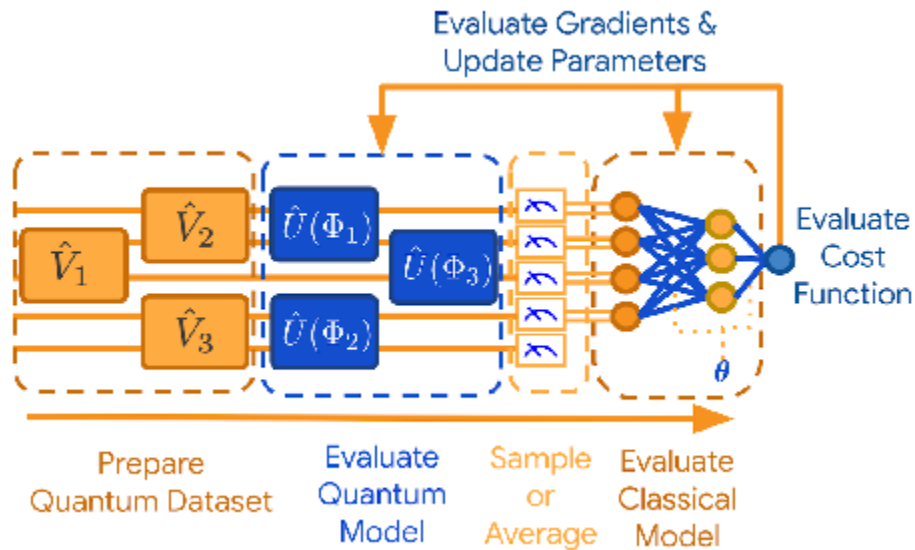 Evaluate Gradients &
Update Parameters
V̂₁
V̂₂
V̂₃
Û(Φ₁)
Û(Φ₂)
Û(Φ₃)
θ
Evaluate
Cost
Function
Prepare
Quantum Dataset
Evaluate
Quantum
Model
Sample
or
Average
Evaluate
Classical
Model